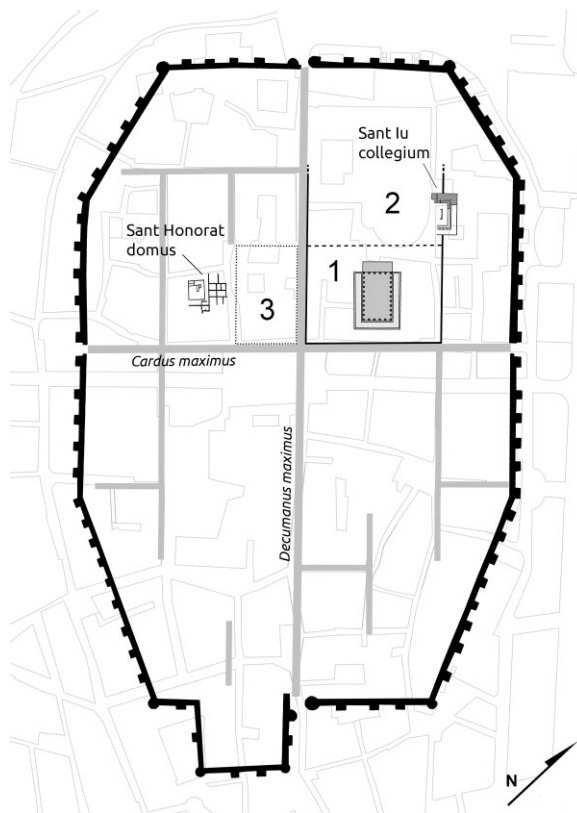 Sant Iu
collegium
2
Sant Honorat
domus
1
3
Cardus maximus
Decumanus maximus
N